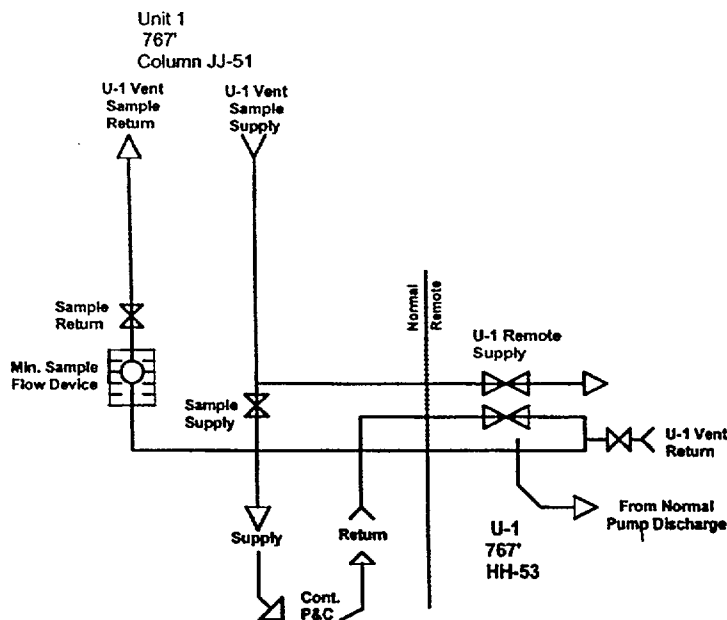 Unit 1
767'
Column JJ-51
U-1 Vent
Sample
Return
U-1 Vent
Sample
Supply
Normal
Remote
Sample
Return
U-1 Remote
Supply
Min. Sample
Flow Device
Sample
Supply
U-1 Vent
Return
Supply
Return
U-1
767'
HH-53
From Normal
Pump Discharge
Cont.
P&C